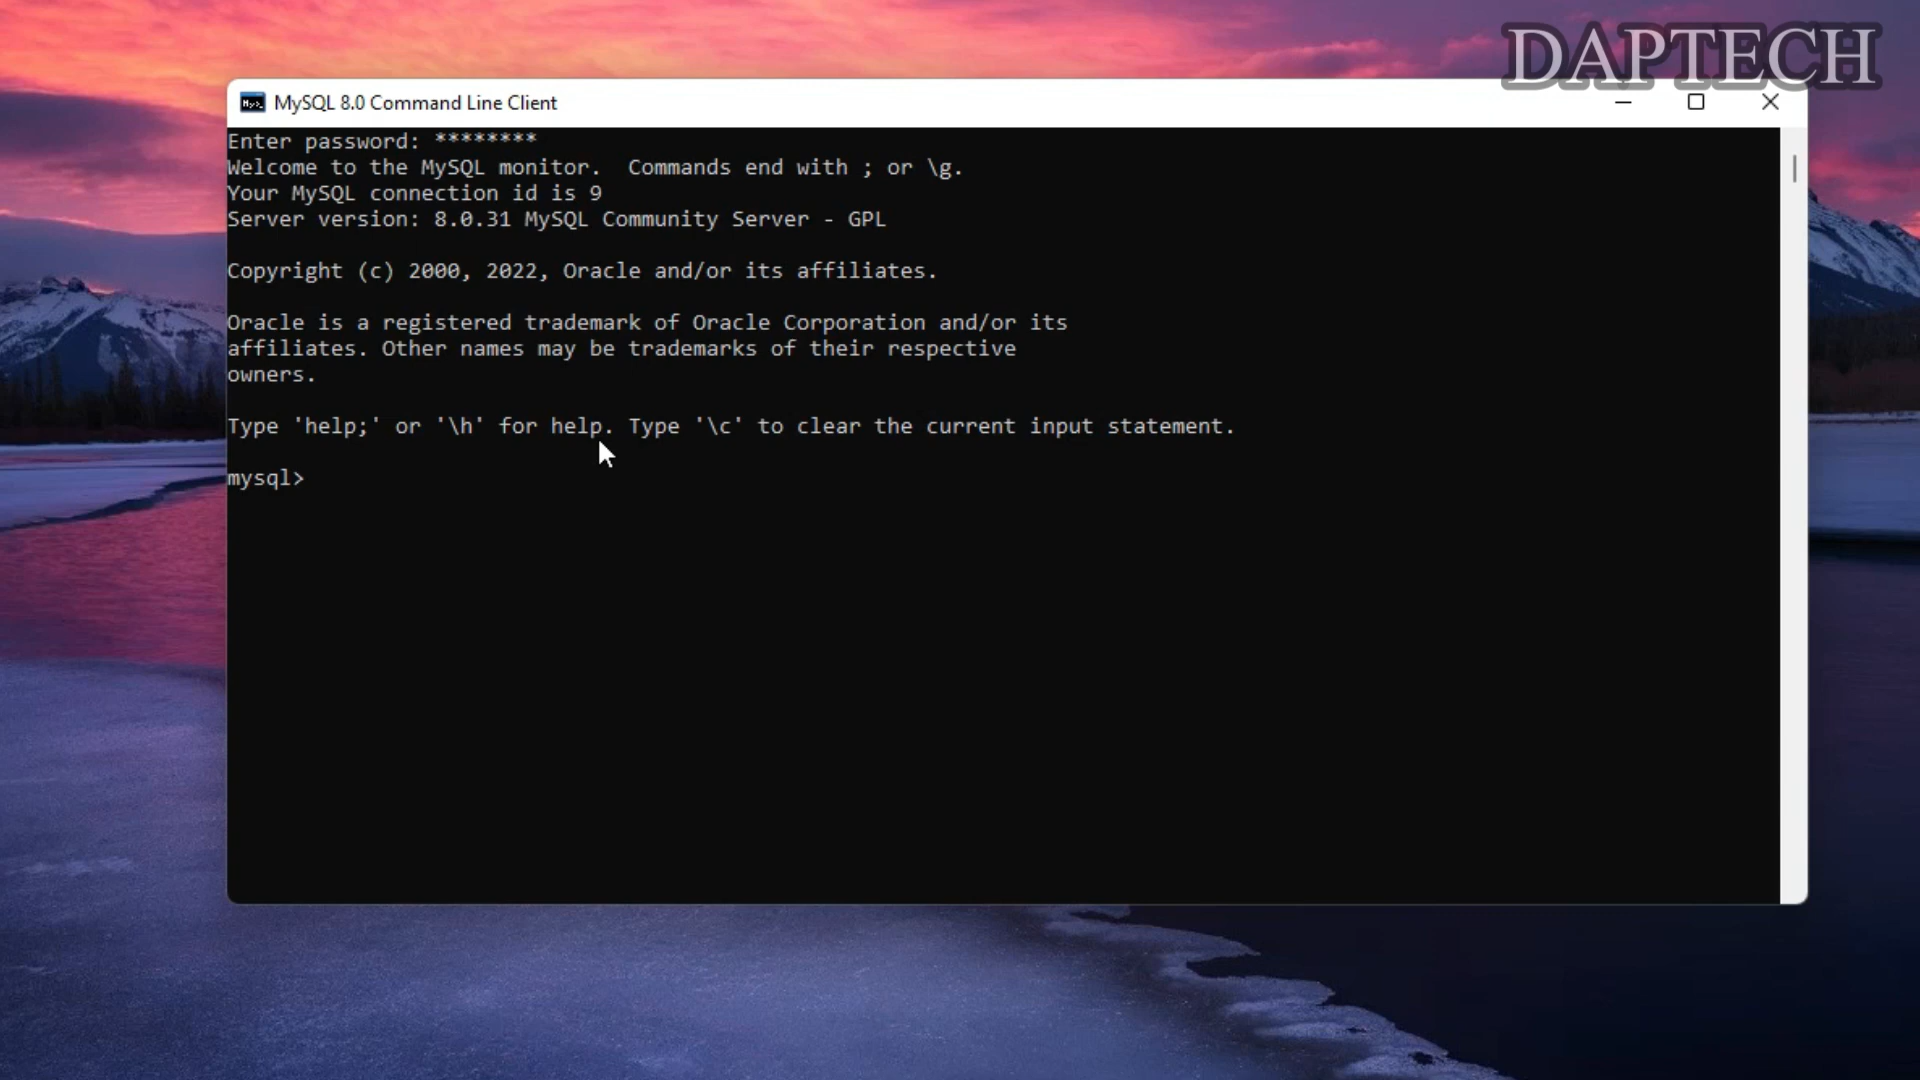 DAPTECH
MySQL 8.0 Command Line Client
Enter password: ********
Welcome to the MySQL monitor.  Commands end with ; or \g.
Your MySQL connection id is 9
Server version: 8.0.31 MySQL Community Server - GPL
Copyright (c) 2000, 2022, Oracle and/or its affiliates.
Oracle is a registered trademark of Oracle Corporation and/or its
affiliates. Other names may be trademarks of their respective
owners.
Type 'help;' or '\h' for help. Type '\c' to clear the current input statement.
mysql>